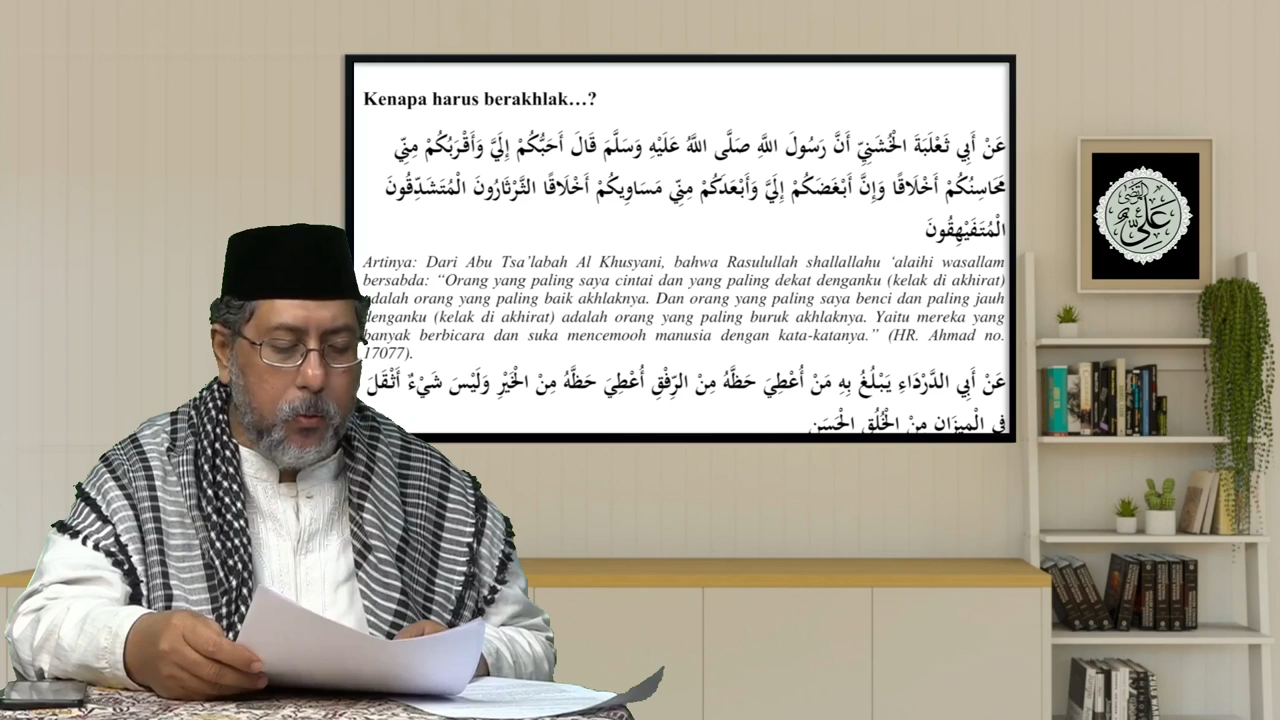 Kenapa harus berakhlak…?
عَنْ أَبِي ثَعْلَبَةَ الْخُشَنِيِّ أَنَّ رَسُولَ اللَّهِ صَلَّى اللَّهُ عَلَيْهِ وَسَلَّمَ قَالَ أَحَبُّكُمْ إِلَيَّ وَأَقْرَبُكُمْ مِنِّي
مَحَاسِنُكُمْ أَخْلَاقًا وَإِنَّ أَبْغَضَكُمْ إِلَيَّ وَأَبْعَدَكُمْ مِنِّي مَسَاوِيكُمْ أَخْلَاقًا الثَّرْثَارُونَ الْمُتَشَدِّقُونَ
الْمُتَفَيْهِقُونَ
Artinya: Dari Abu Tsa’labah Al Khusyani, bahwa Rasulullah shallallahu ‘alaihi wasallam
bersabda: “Orang yang paling saya cintai dan yang paling dekat denganku (kelak di akhirat)
adalah orang yang paling baik akhlaknya. Dan orang yang paling saya benci dan paling jauh
denganku (kelak di akhirat) adalah orang yang paling buruk akhlaknya. Yaitu mereka yang
banyak berbicara dan suka mencemooh manusia dengan kata-katanya.” (HR. Ahmad no.
17077).
عَنْ أَبِي الدَّرْدَاءِ يَبْلُغُ بِهِ مَنْ أُعْطِيَ حَظَّهُ مِنْ الرِّفْقِ أُعْطِيَ حَظَّهُ مِنْ الْخَيْرِ وَلَيْسَ شَيْءٌ أَثْقَلَ
فِي الْمِيزَانِ مِنْ الْخُلُقِ الْحَسَنِ